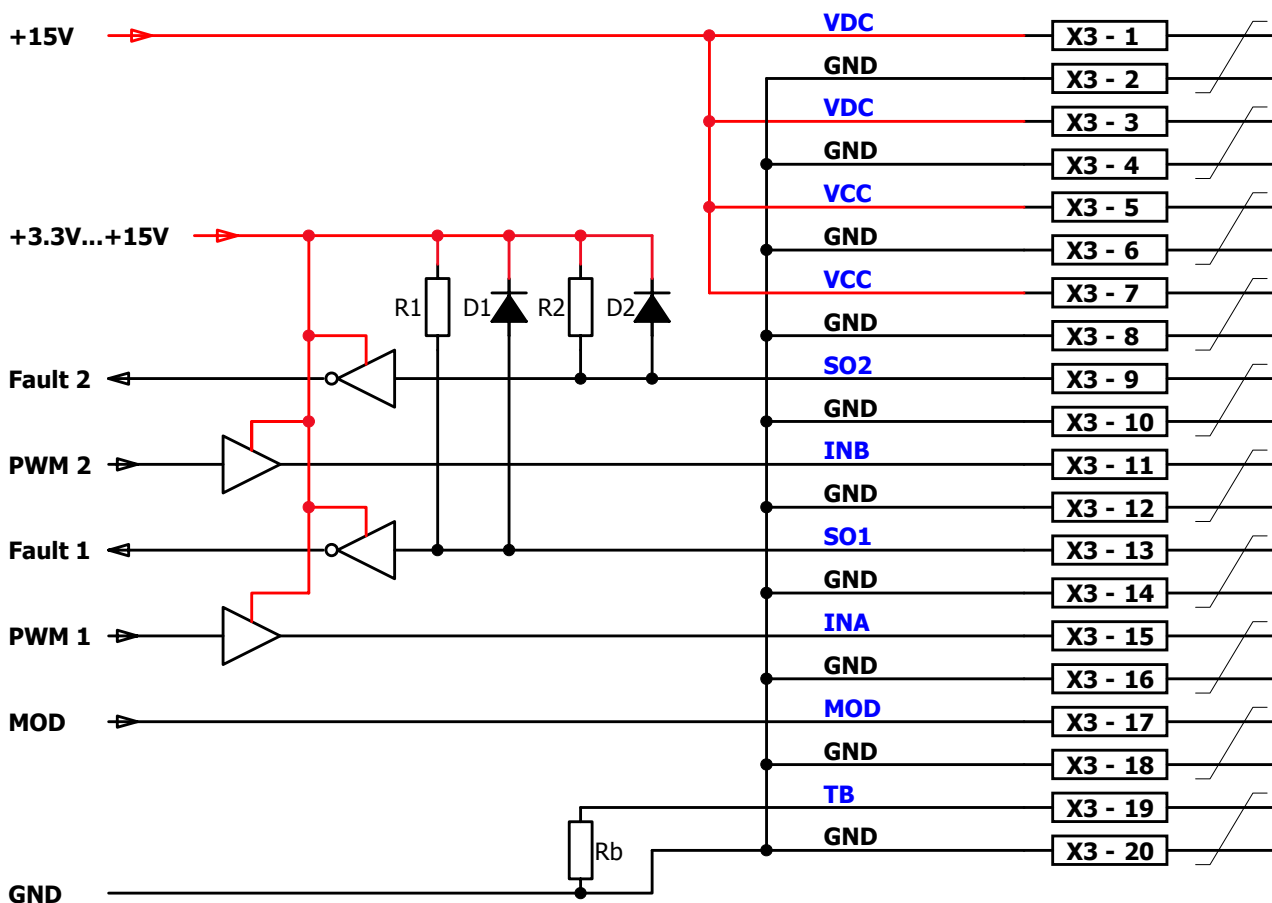 +15V VDC X3 - 1
GND X3 - 2
VDC X3 - 3
GND X3 - 4
VCC X3 - 5
+3.3V...+15V GND X3 - 6
VCC X3 - 7
R1 D1 R2 D2
GND X3 - 8
Fault 2 SO2 X3 - 9
GND X3 - 10
PWM 2 INB X3 - 11
GND X3 - 12
Fault 1 SO1 X3 - 13
GND X3 - 14
PWM 1 INA X3 - 15
GND X3 - 16
MOD MOD X3 - 17
GND X3 - 18
TB X3 - 19
Rb GND X3 - 20
GND